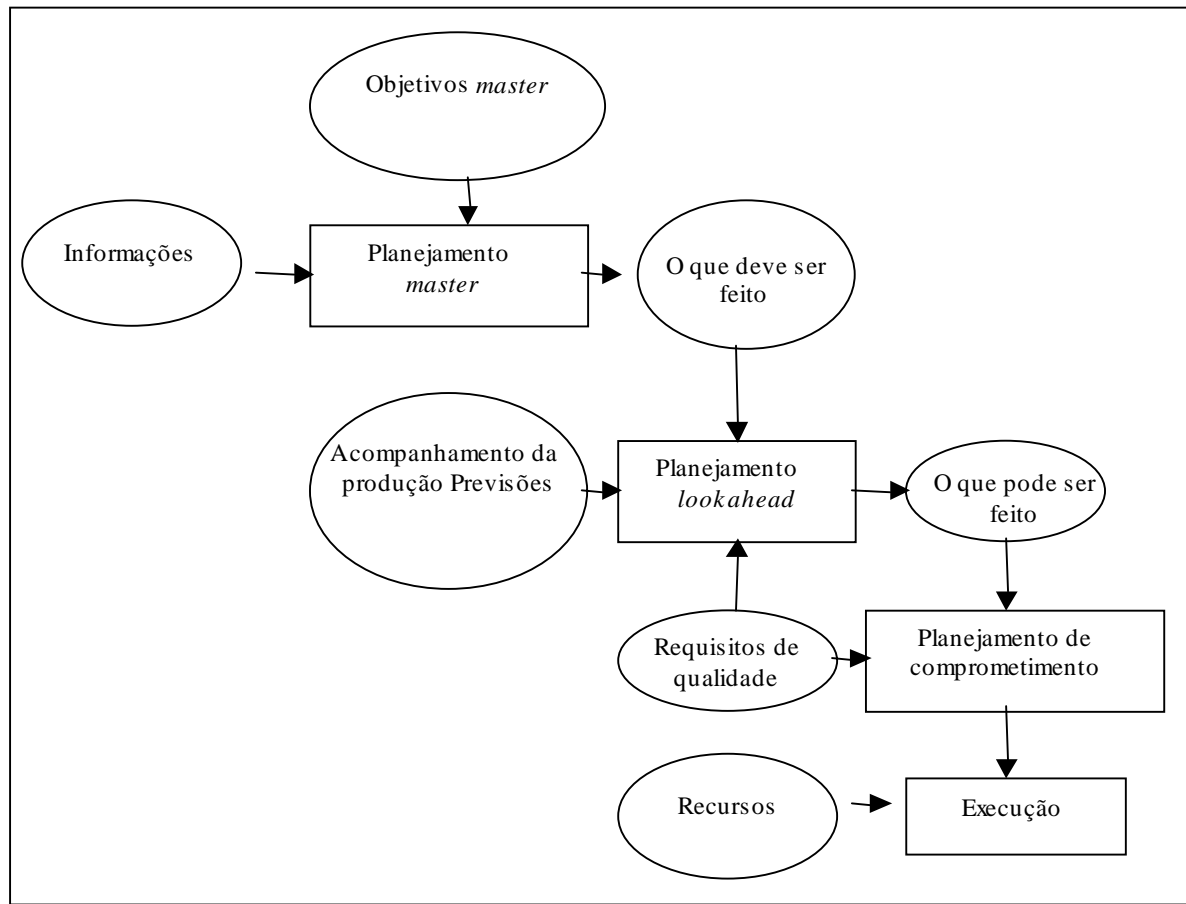 Objetivos master
Informações
Planejamento
master
O que deve ser
feito
Acompanhamento da
produção Previsões
Planejamento
lookahead
O que pode ser
feito
Requisitos de
qualidade
Planejamento de
comprometimento
Recursos
Execução